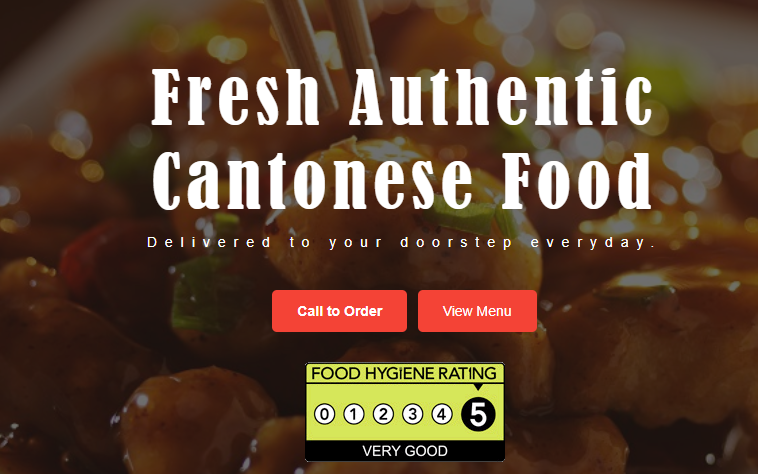 Fresh Authentic
Cantonese Food
Delivered to your doorstep everyday.
Call to Order
View Menu
FOOD HYGIENE RATING
0 1 2 3 4 5
VERY GOOD